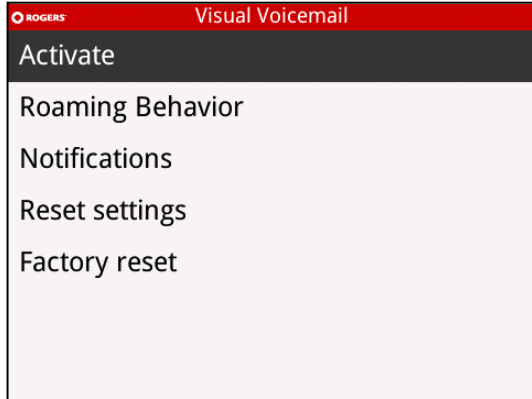 ROGERS Visual Voicemail
Activate
Roaming Behavior
Notifications
Reset settings
Factory reset